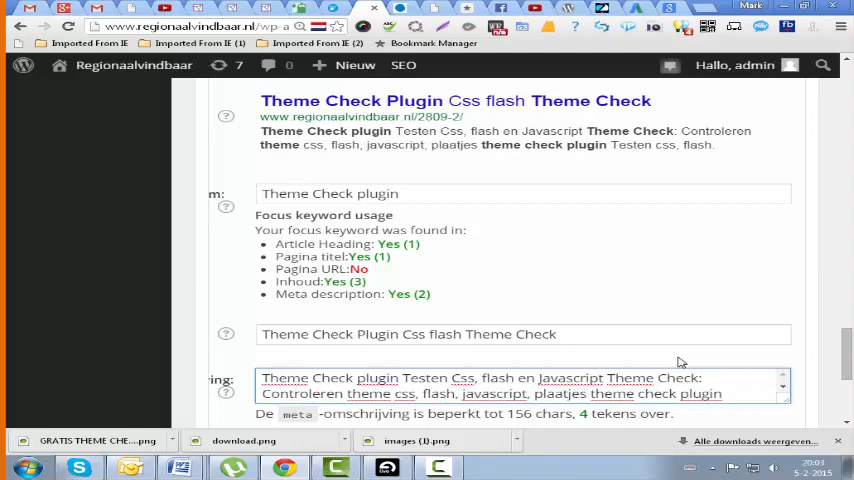 Mark
www.regionaalvindbaar.nl/wp-a
Imported From IE
Imported From IE (1)
Imported From IE (2)
Bookmark Manager
Regionaalvindbaar
7
0
Nieuw
SEO
Hallo, admin
Theme Check Plugin Css flash Theme Check
www.regionaalvindbaar.nl/2809-2/
Theme Check plugin Testen Css, flash en Javascript Theme Check: Controleren
theme css, flash, javascript, plaatjes theme check plugin Testen css, flash.
m:
Theme Check plugin
Focus keyword usage
Your focus keyword was found in:
Article Heading: Yes (1)
Pagina titel:Yes (1)
Pagina URL:No
Inhoud:Yes (3)
Meta description: Yes (2)
Theme Check Plugin Css flash Theme Check
ving:
Theme Check plugin Testen Css, flash en Javascript Theme Check:
Controleren theme css, flash, javascript, plaatjes theme check plugin
De meta -omschrijving is beperkt tot 156 chars, 4 tekens over.
GRATIS THEME CHE....png
download.png
images (1).png
Alle downloads weergeven...
20:03
5-2-2015